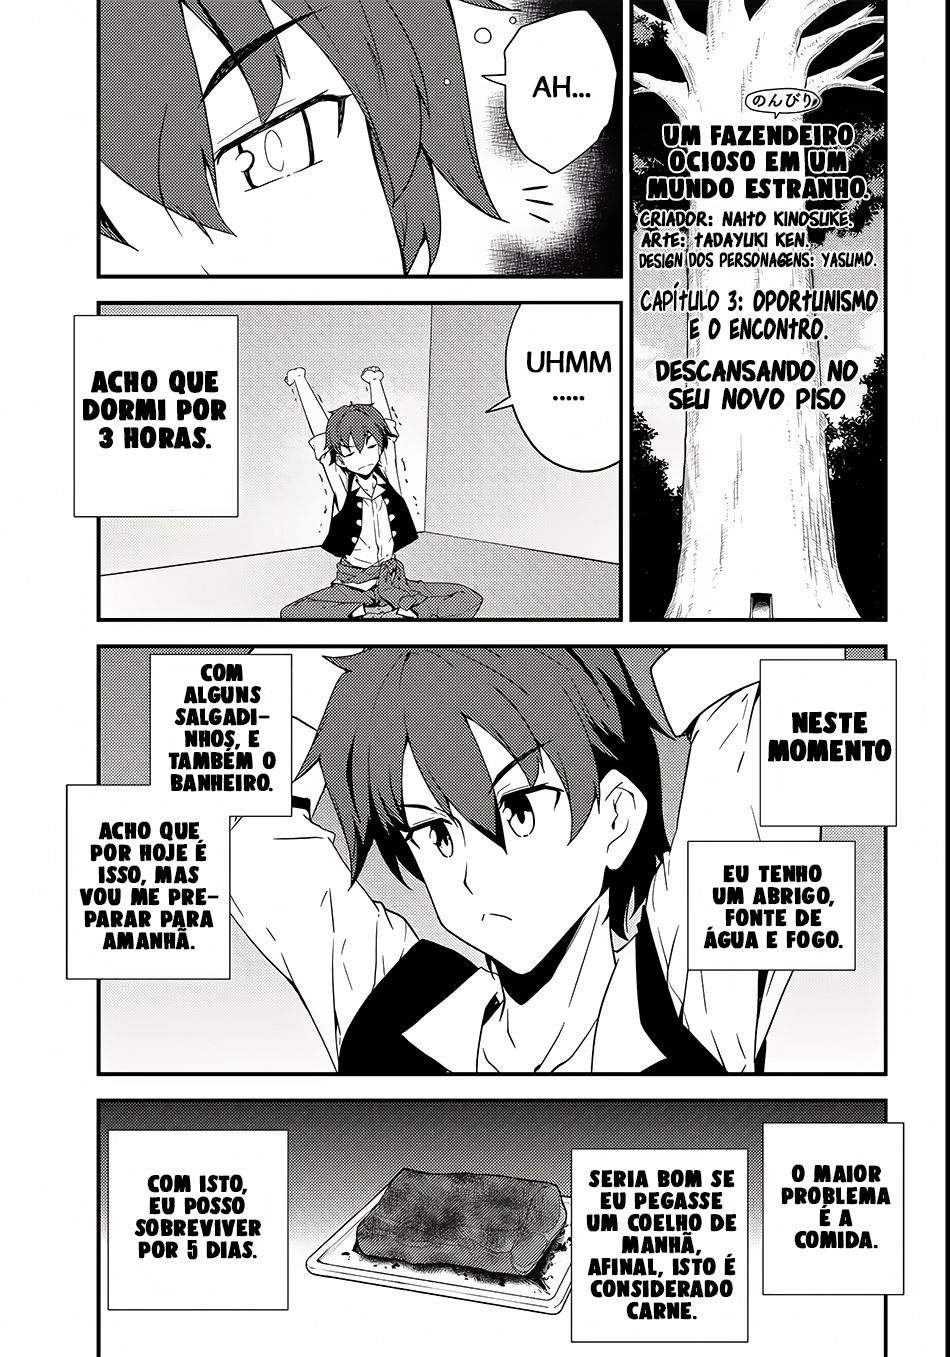 のんびり
UM FAZENDEIRO
OCIOSO EM UM
MUNDO ESTRANHO.
CRIADOR: NAITO KINOSUKE.
ARTE: TADAYUKI KEN.
DESIGN DOS PERSONAGENS: YASUMO.
CAPÍTULO 3: OPORTUNISMO
E O ENCONTRO.
DESCANSANDO NO
SEU NOVO PISO
AH...
UHMM
.....
ACHO QUE
DORMI POR
3 HORAS.
NESTE
MOMENTO
EU TENHO
UM ABRIGO,
FONTE DE
ÁGUA E FOGO.
COM
ALGUNS
SALGADI-
NHOS, E
TAMBÉM O
BANHEIRO.
ACHO QUE
POR HOJE É
ISSO, MAS
VOU ME PRE-
PARAR PARA
AMANHÃ.
O MAIOR
PROBLEMA
É A
COMIDA.
SERIA BOM SE
EU PEGASSE
UM COELHO DE
MANHÃ,
AFINAL, ISTO É
CONSIDERADO
CARNE.
COM ISTO,
EU POSSO
SOBREVIVER
POR 5 DIAS.